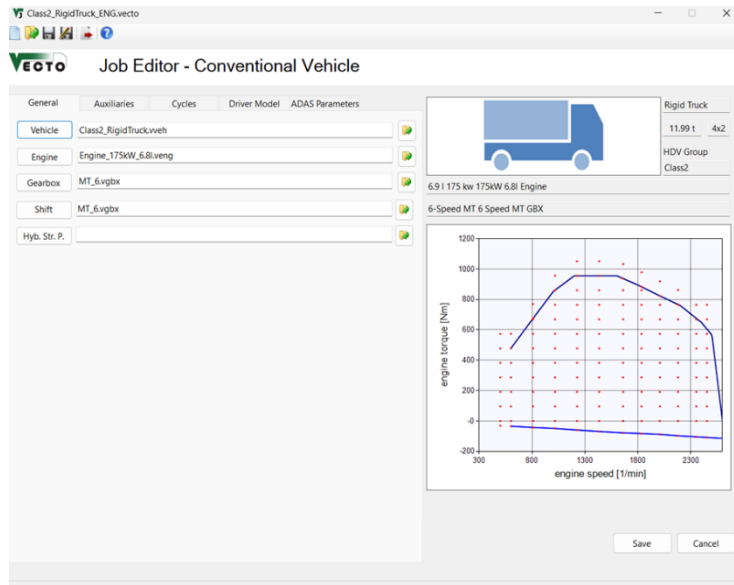 Class2_RigidTruck_ENG.vecto
VECTO
Job Editor - Conventional Vehicle
General Auxiliaries Cycles Driver Model ADAS Parameters
Vehicle Class2_RigidTruck.vveh
Engine Engine_175kW_6.8l.veng
Gearbox MT_6.vgbx
Shift MT_6.vgbx
Hyb. Str. P.
Rigid Truck
11.99 t 4x2
HDV Group
Class2
6.9 l 175 kw 175kW 6.8l Engine
6-Speed MT 6 Speed MT GBX
1200
1000
800
600
400
200
-0
-200
engine torque [Nm]
300 800 1300 1800 2300
engine speed [1/min]
Save Cancel